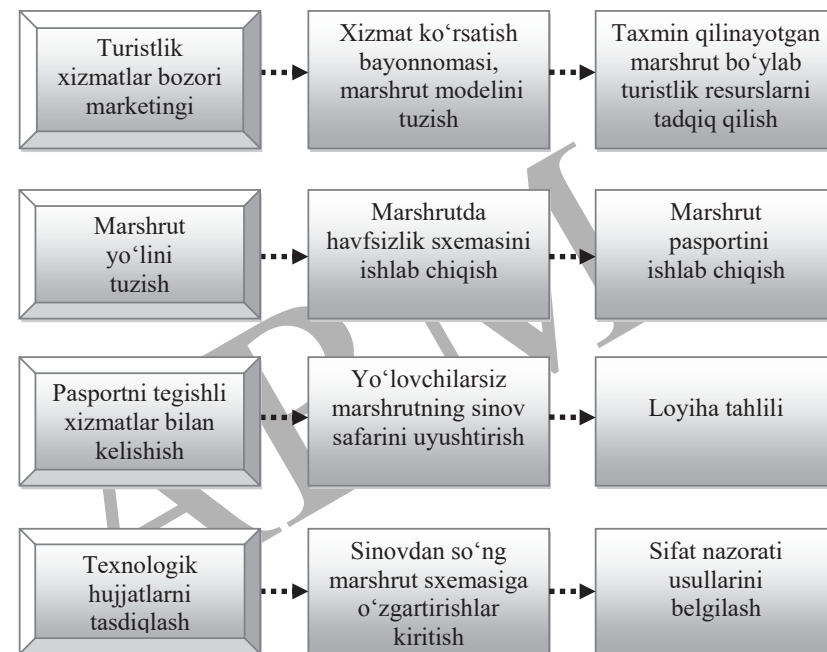 Turistlik
xizmatlar bozori
marketingi
Xizmat ko‘rsatish
bayonnomasi,
marshrut modelini
tuzish
Taxmin qilinayotgan
marshrut bo‘ylab
turistlik resurslarni
tadqiq qilish
Marshrut
yo‘lini
tuzish
Marshrutda
havfsizlik sxemasini
ishlab chiqish
Marshrut
pasportini
ishlab chiqish
Pasportni tegishli
xizmatlar bilan
kelishish
Yo‘lovchilarsiz
marshrutning sinov
safarini uyushtirish
Loyiha tahlili
Texnologik
hujjatlarni
tasdiqlash
Sinovdan so‘ng
marshrut sxemasiga
o‘zgartirishlar
kiritish
Sifat nazorati
usullarini
belgilash
ARM